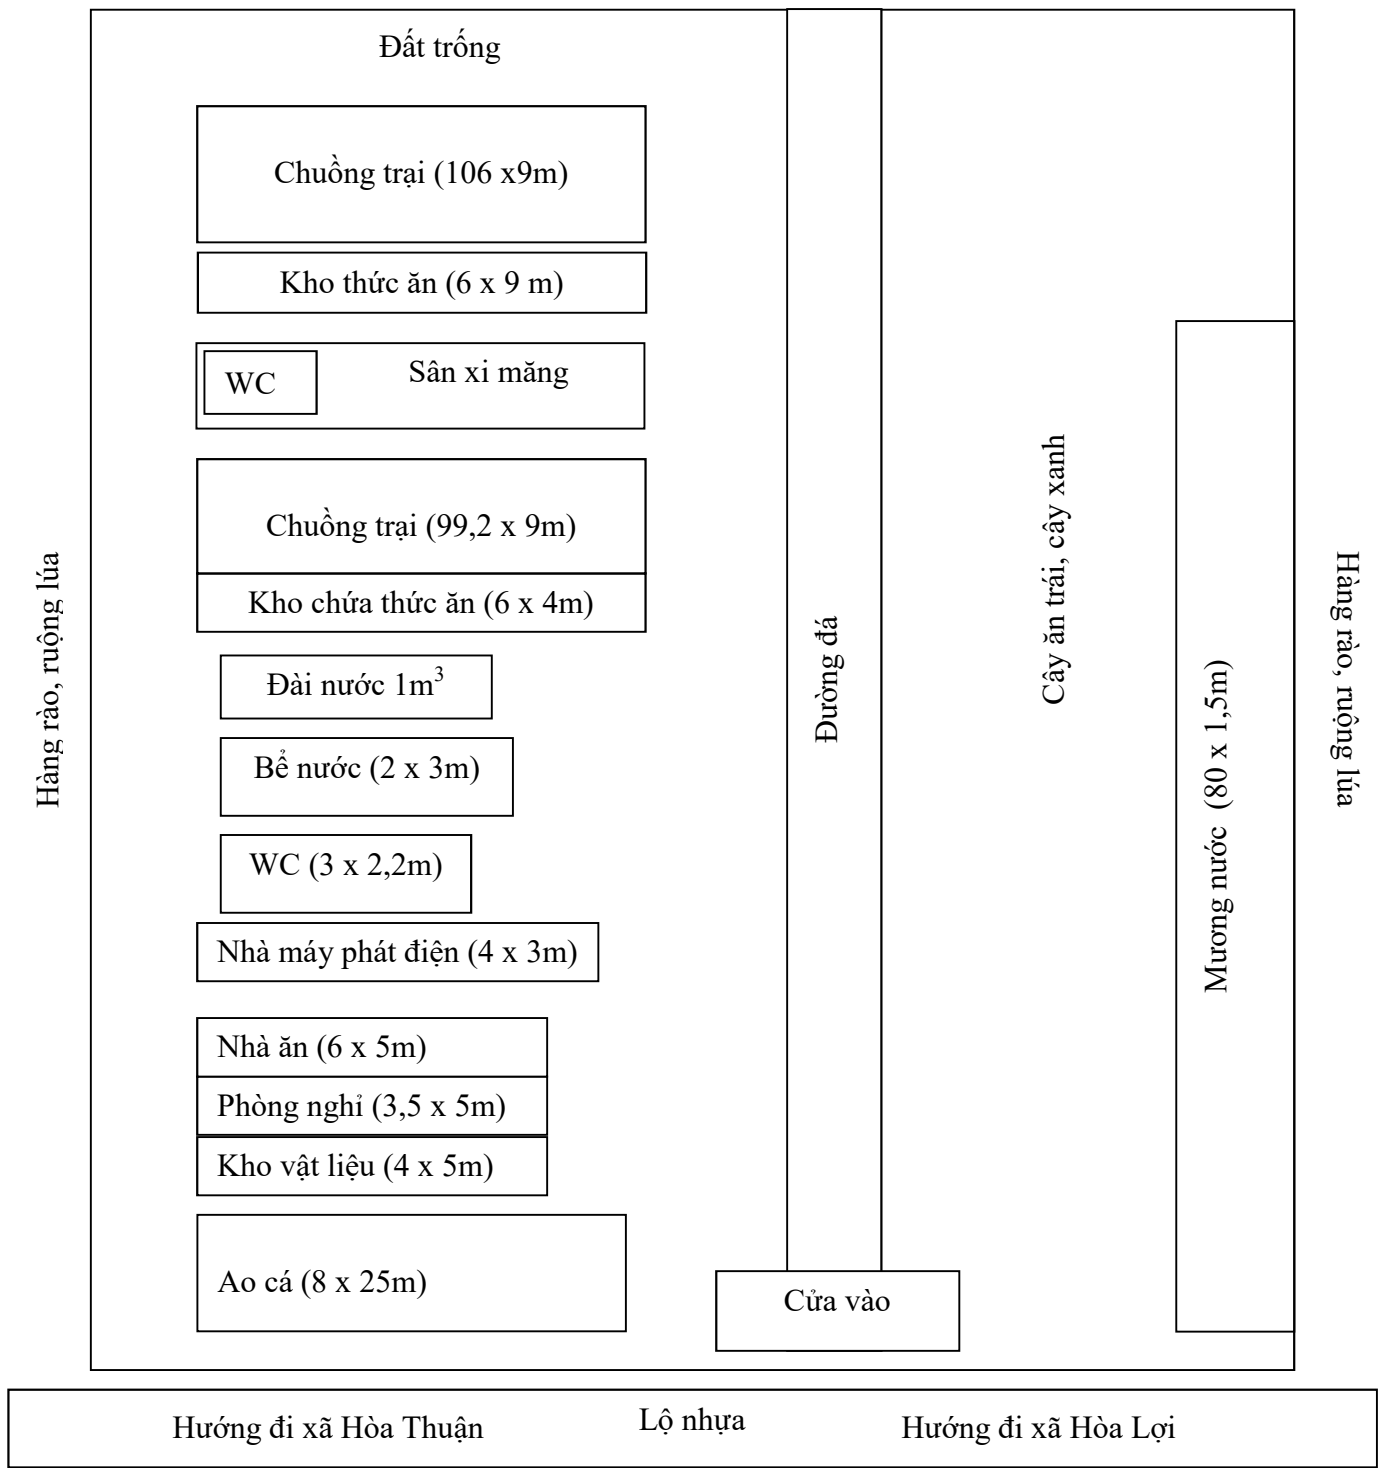 Đất trống
Chuồng trại (106 x9m)
Kho thức ăn (6 x 9 m)
WC
Sân xi măng
Chuồng trại (99,2 x 9m)
Kho chứa thức ăn (6 x 4m)
Đài nước 1m³
Bể nước (2 x 3m)
WC (3 x 2,2m)
Nhà máy phát điện (4 x 3m)
Nhà ăn (6 x 5m)
Phòng nghỉ (3,5 x 5m)
Kho vật liệu (4 x 5m)
Ao cá (8 x 25m)
Hàng rào, ruộng lúa
Đường đá
Cửa vào
Cây ăn trái, cây xanh
Mương nước (80 x 1,5m)
Hàng rào, ruộng lúa
Hướng đi xã Hòa Thuận
Lộ nhựa
Hướng đi xã Hòa Lợi